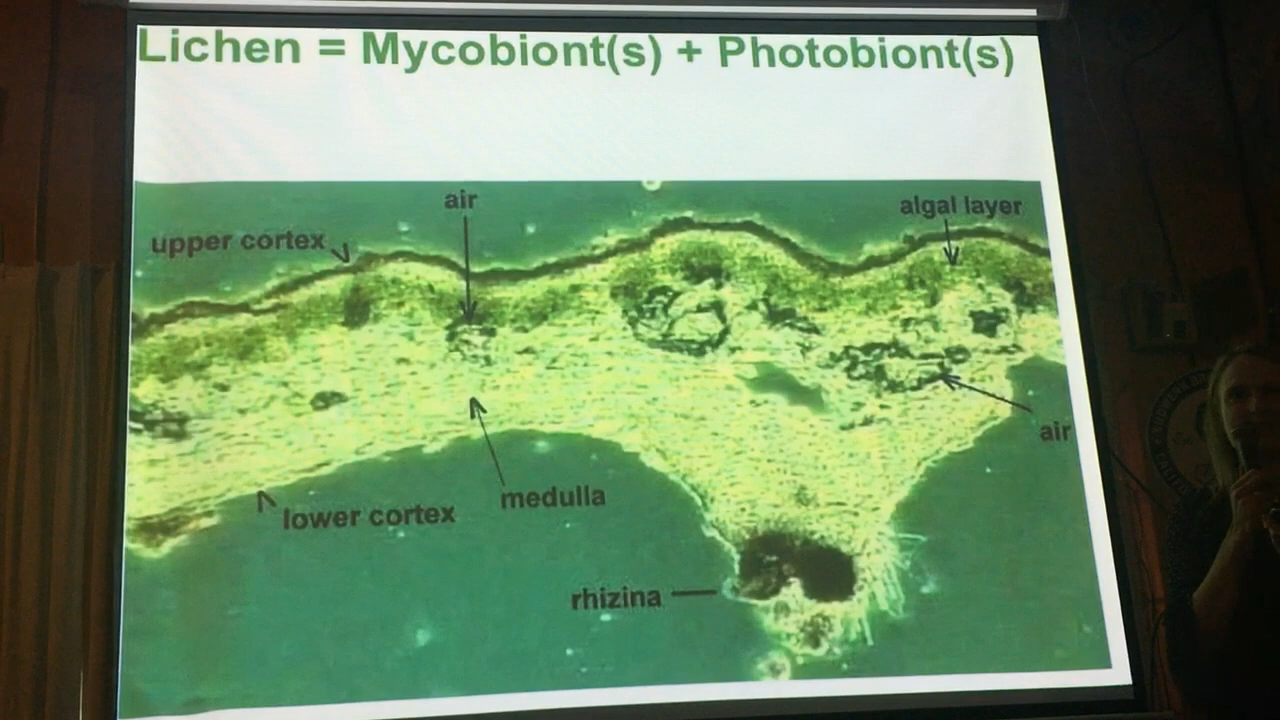 Lichen = Mycobiont(s) + Photobiont(s)
air
algal layer
upper cortex
air
medulla
lower cortex
rhizina